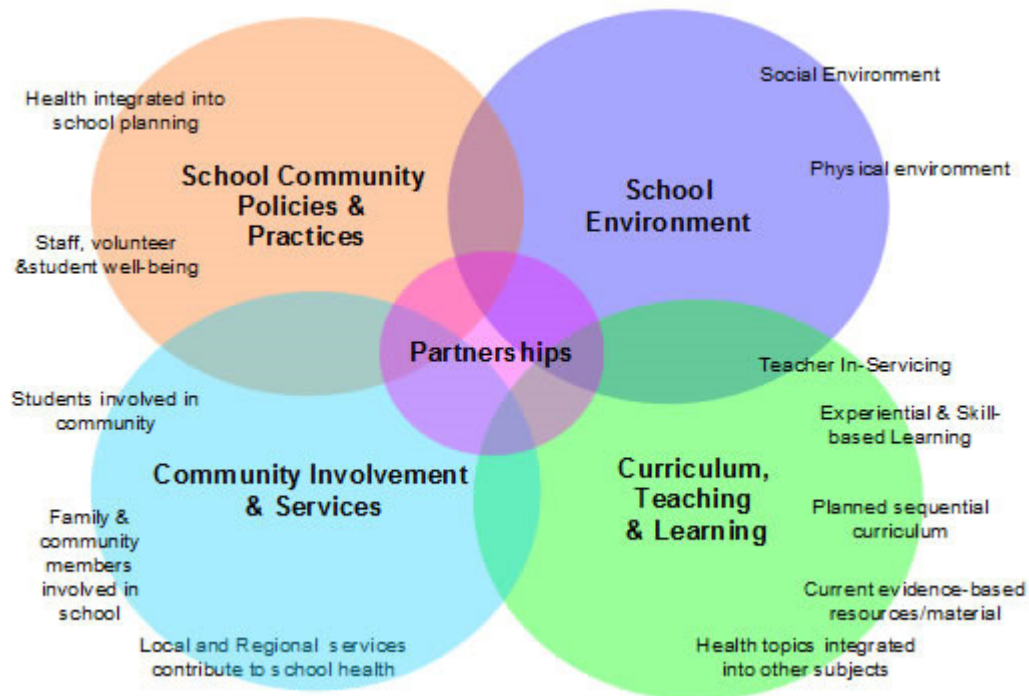 Health integrated into
school planning
School Community
Policies &
Practices
Staff, volunteer
&student well-being
Social Environment
Physical environment
School
Environment
Partnerships
Students involved in
community
Community Involvement
& Services
Family &
community
members
involved in
school
Local and Regional services
contribute to school health
Teacher In-Servicing
Experiential & Skill-
based Learning
Curriculum,
Teaching
& Learning
Planned sequential
curriculum
Current evidence-based
resources/material
Health topics integrated
into other subjects